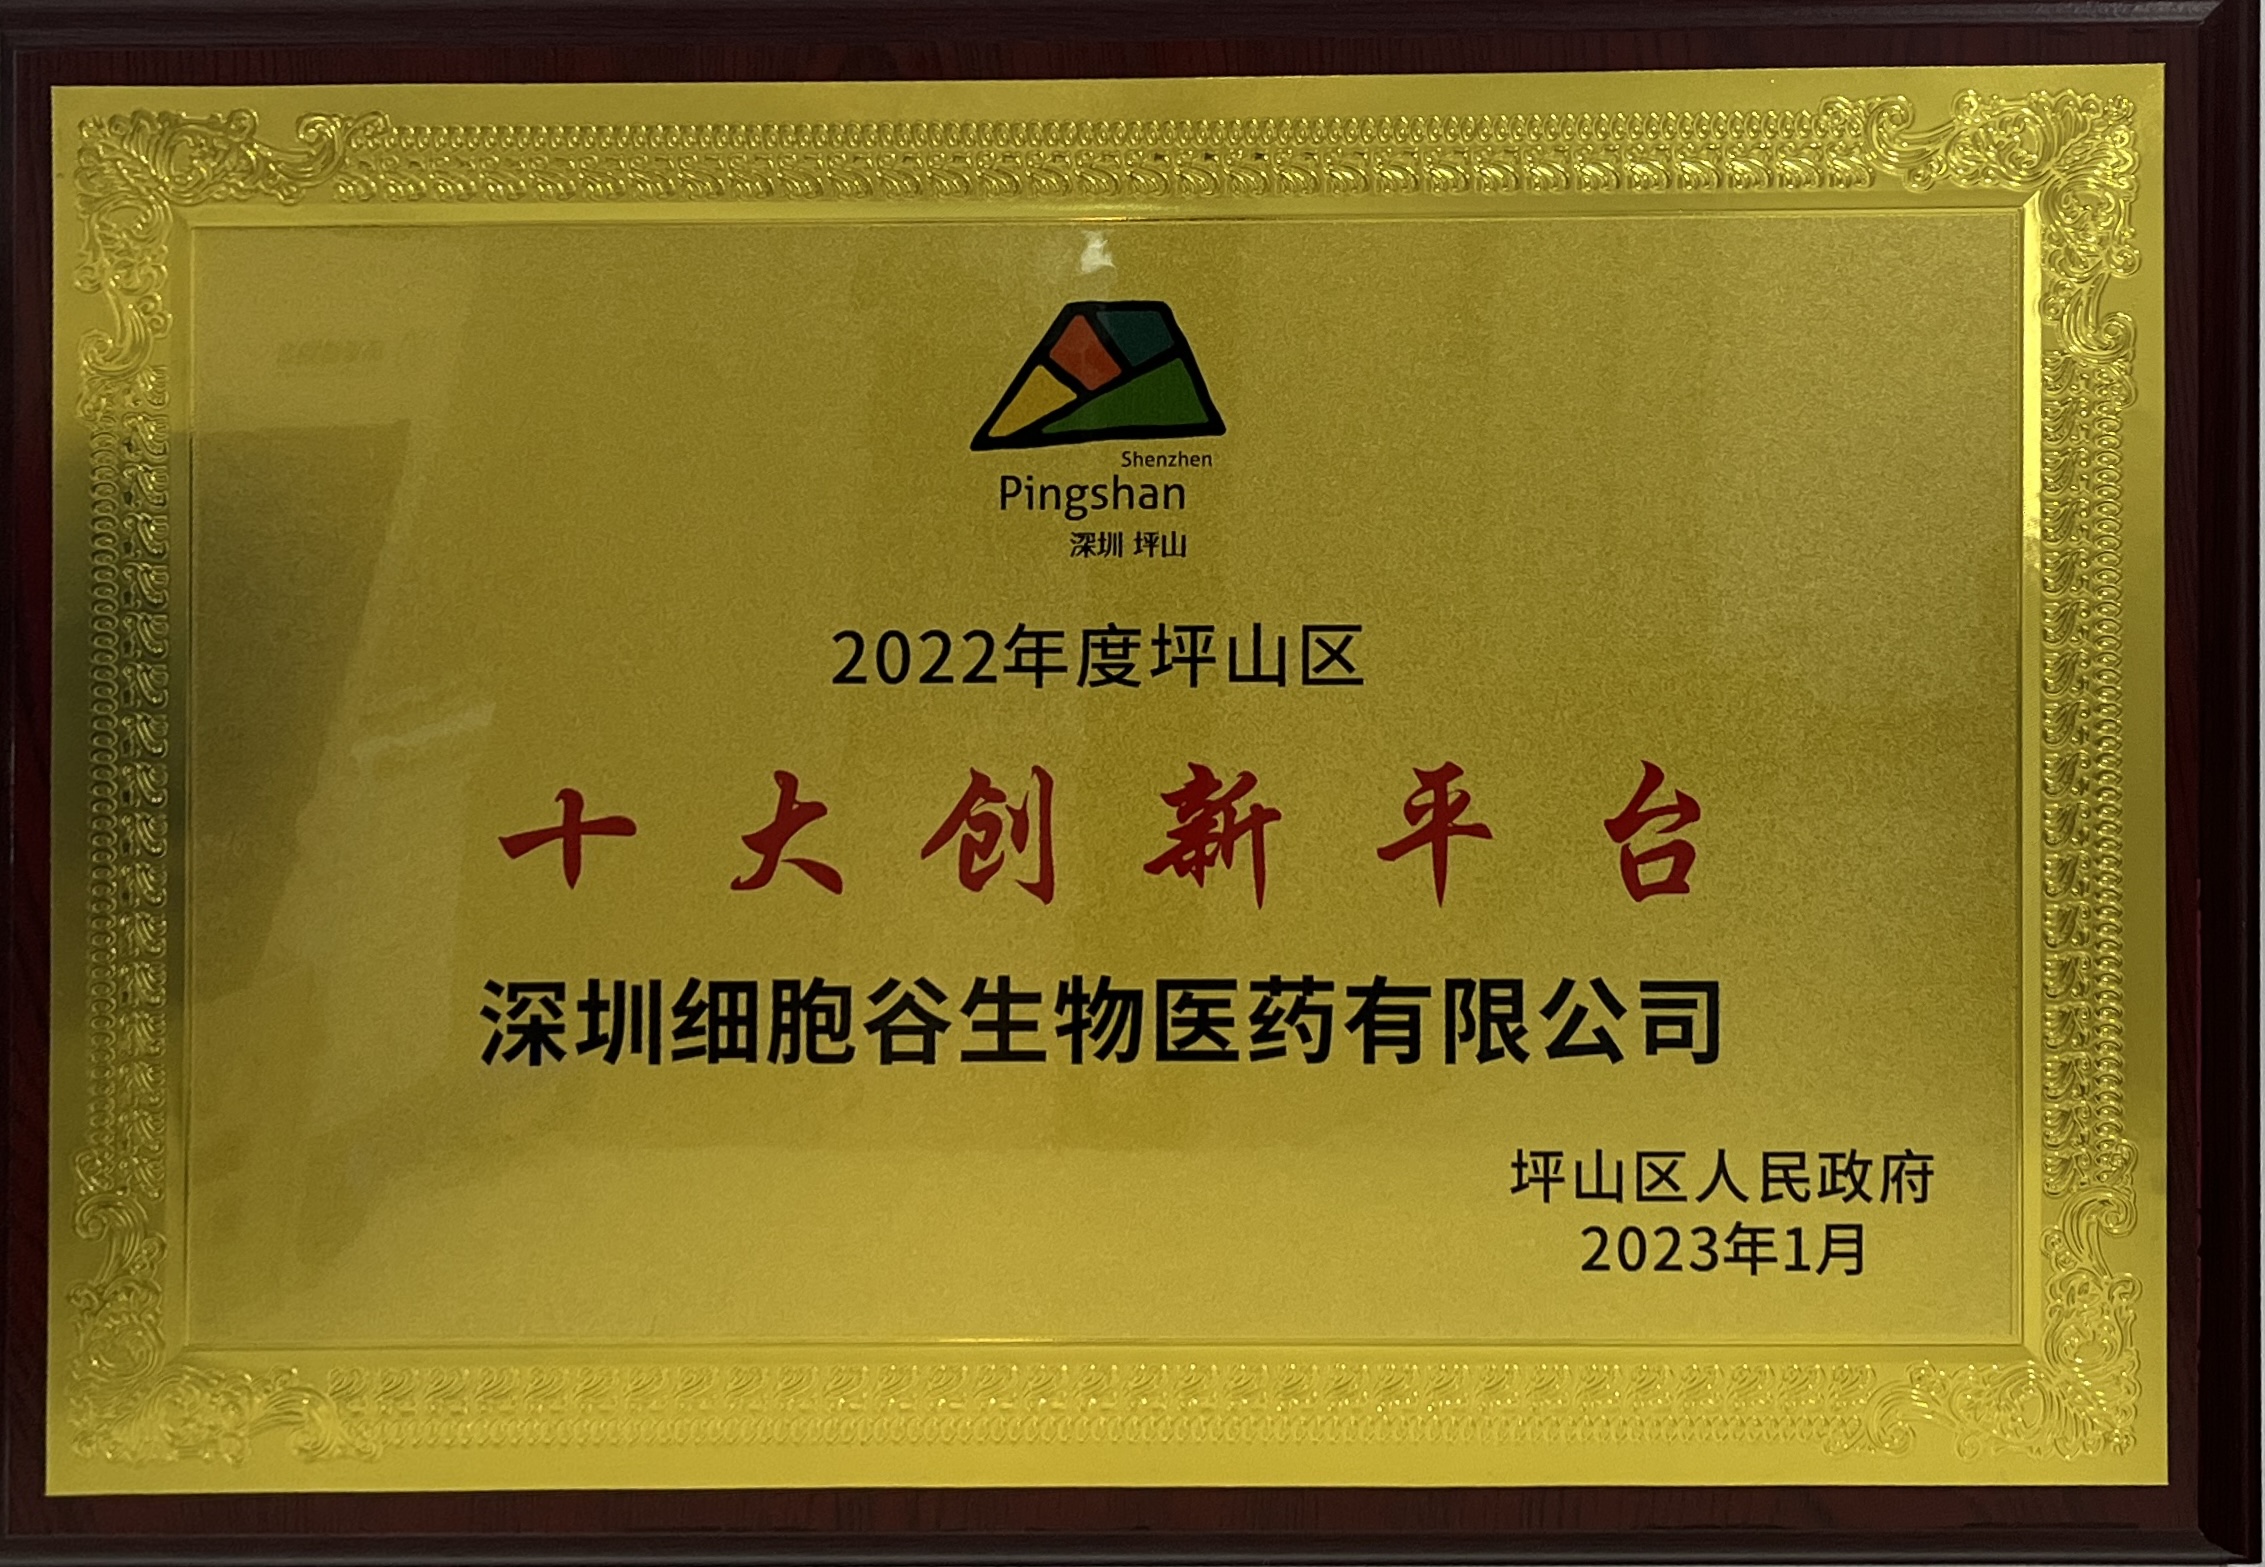 Shenzhen
Pingshan
深圳 坪山
2022年度坪山区
十大创新平台
深圳细胞谷生物医药有限公司
坪山区人民政府
2023年1月